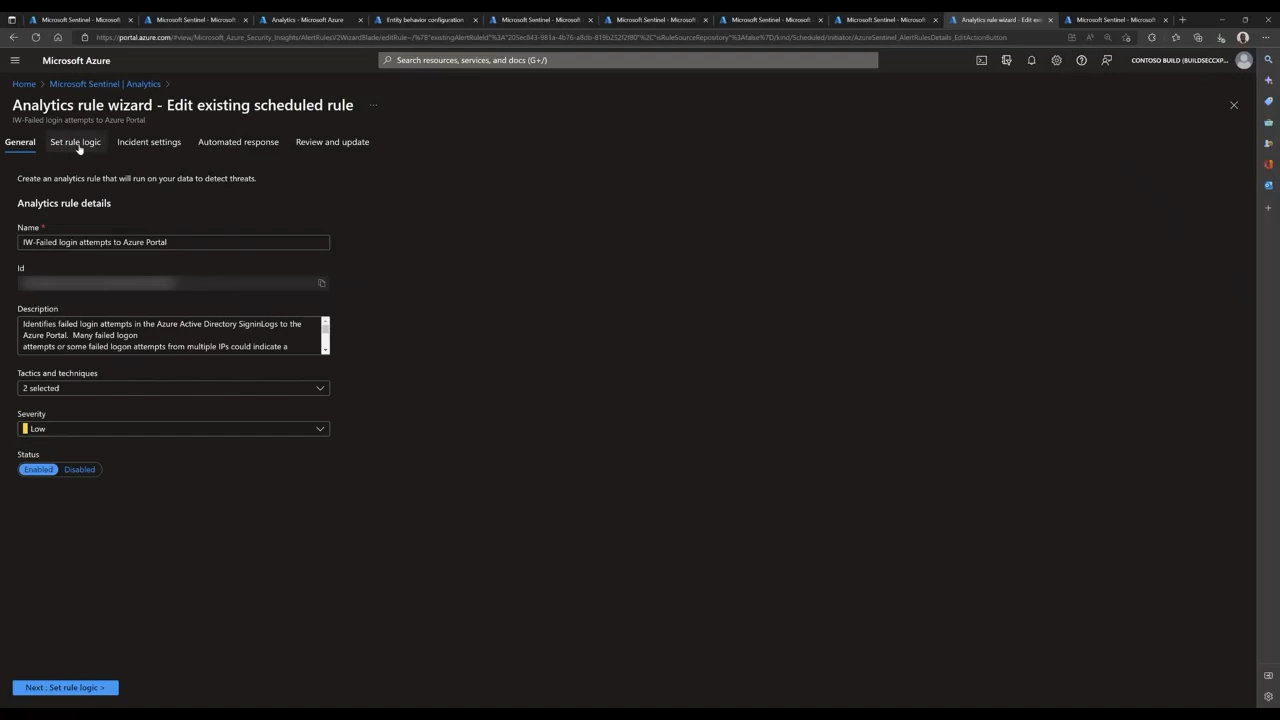 Microsoft Sentinel - Microsoft
Microsoft Sentinel - Microsoft
Analytics - Microsoft Azure
Entity behavior configuration
Microsoft Sentinel - Microsoft
Microsoft Sentinel - Microsoft
Microsoft Sentinel - Microsoft
Microsoft Sentinel - Microsoft
Analytics rule wizard - Edit exi
Microsoft Sentinel - Microsoft
Microsoft Azure
Search resources, services, and docs (G+/)
CONTOSO BUILD (BUILDSECCXP...
Home > Microsoft Sentinel | Analytics >
Analytics rule wizard - Edit existing scheduled rule ...
IW-Failed login attempts to Azure Portal
General Set rule logic Incident settings Automated response Review and update
Create an analytics rule that will run on your data to detect threats.
Analytics rule details
Name *
IW-Failed login attempts to Azure Portal
Id
Description
Identifies failed login attempts in the Azure Active Directory SigninLogs to the
Azure Portal. Many failed logon
attempts or some failed logon attempts from multiple IPs could indicate a
Tactics and techniques
2 selected
Severity
Low
Status
Enabled Disabled
Next : Set rule logic >